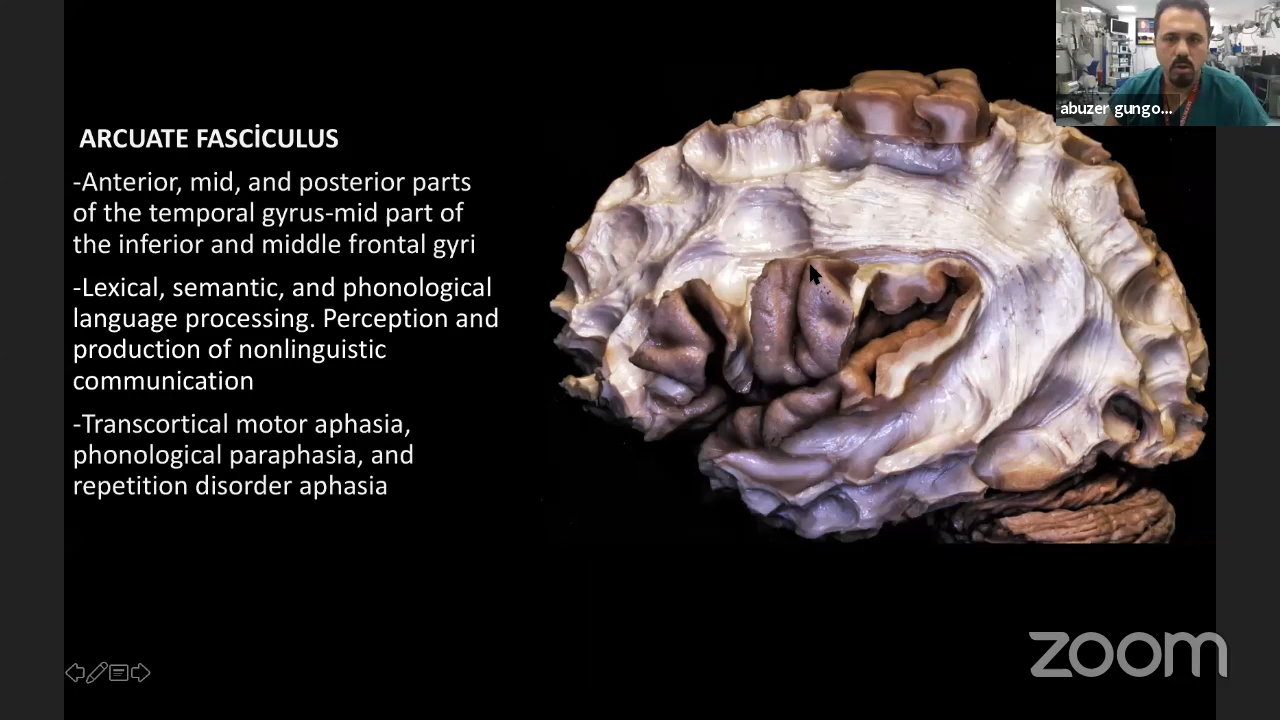 abuzer gungo...
ARCUATE FASCİCULUS
-Anterior, mid, and posterior parts
of the temporal gyrus-mid part of
the inferior and middle frontal gyri
-Lexical, semantic, and phonological
language processing. Perception and
production of nonlinguistic
communication
-Transcortical motor aphasia,
phonological paraphasia, and
repetition disorder aphasia
zoom